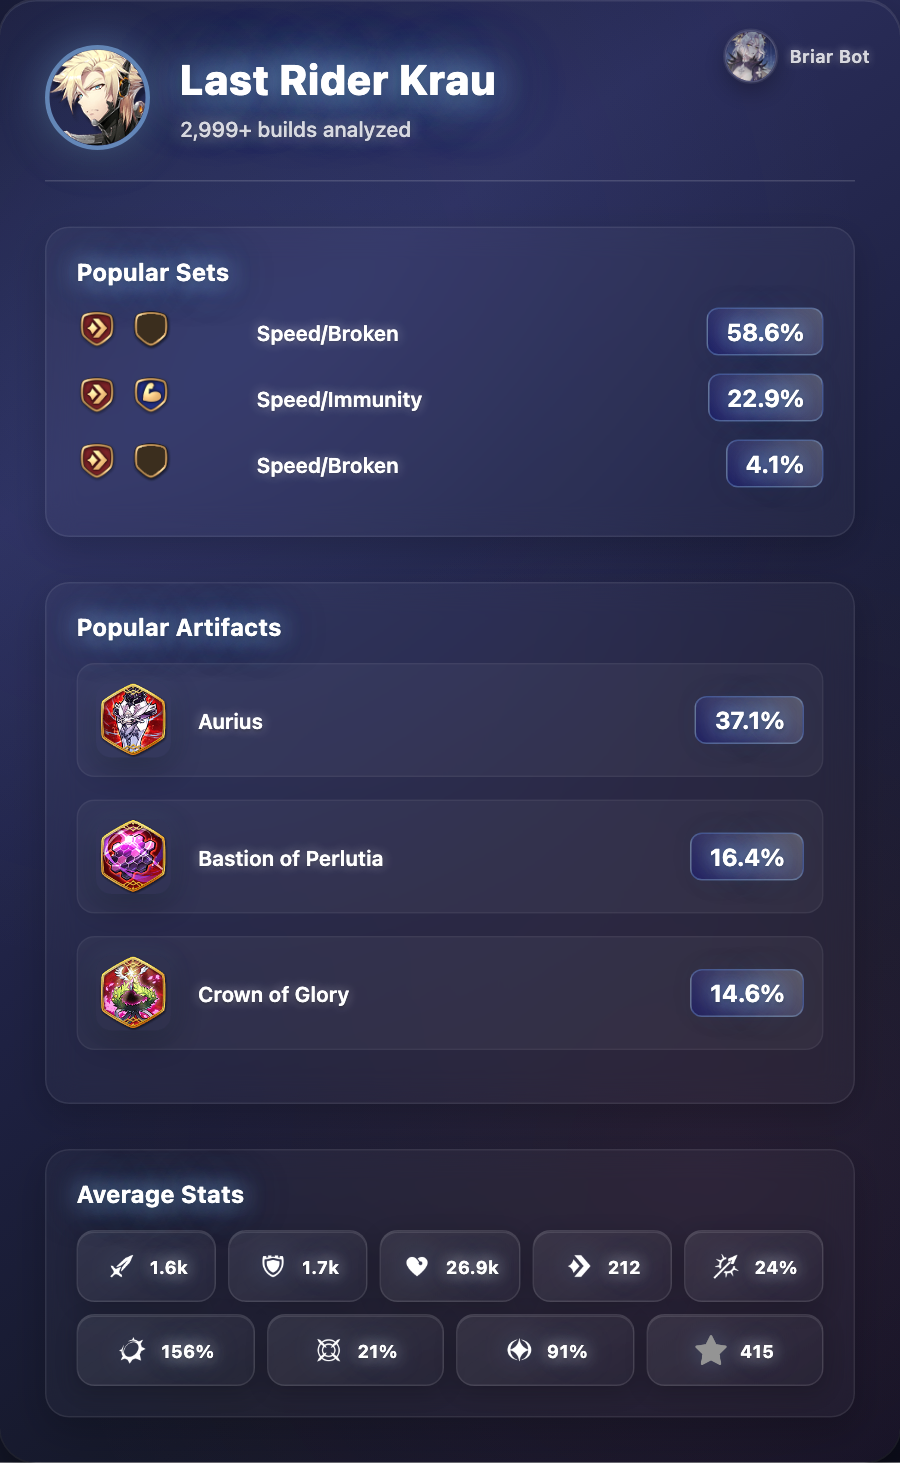 Last Rider Krau
2,999+ builds analyzed
Briar Bot
Popular Sets
Speed/Broken 58.6%
Speed/Immunity 22.9%
Speed/Broken 4.1%
Popular Artifacts
Aurius 37.1%
Bastion of Perlutia 16.4%
Crown of Glory 14.6%
Average Stats
1.6k 1.7k 26.9k 212 24%
156% 21% 91% 415